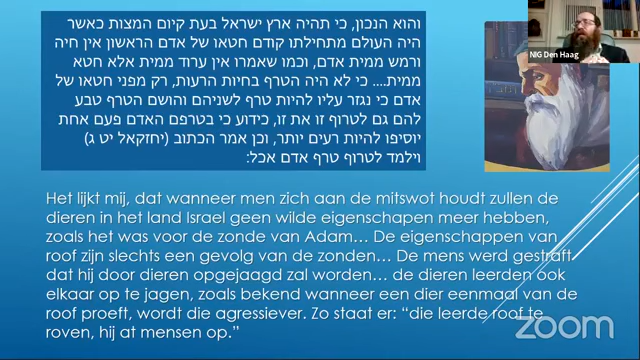 והוא הנכון, כי תהיה ארץ ישראל בעת קיום המצות כאשר
היה העולם מתחילתו קודם חטאו של אדם הראשון אין חיה
ורמש ממית אדם, וכמו שאמרו אין ערוד ממית אלא חטא
ממית.... כי לא היה הטרף בחיות הרעות, רק מפני חטאו של
אדם כי נגזר עליו להיות טרף לשניהם והושם הטרף טבע
להם גם לטרוף זו את זו, כידוע כי בטרפם האדם פעם אחת
יוסיפו להיות רעים יותר, וכן אמר הכתוב (יחזקאל יט ג)
וילמד לטרוף טרף אדם אכל:
NIG Den Haag
Het lijkt mij, dat wanneer men zich aan de mitswot houdt zullen de
dieren in het land Israel geen wilde eigenschappen meer hebben,
zoals het was voor de zonde van Adam… De eigenschappen van
roof zijn slechts een gevolg van de zonden… De mens werd gestraft
dat hij door dieren opgejaagd zal worden… de dieren leerden ook
elkaar op te jagen, zoals bekend wanneer een dier eenmaal van de
roof proeft, wordt die agressiever. Zo staat er: “die leerde roof te
roven, hij at mensen op.”
zoom